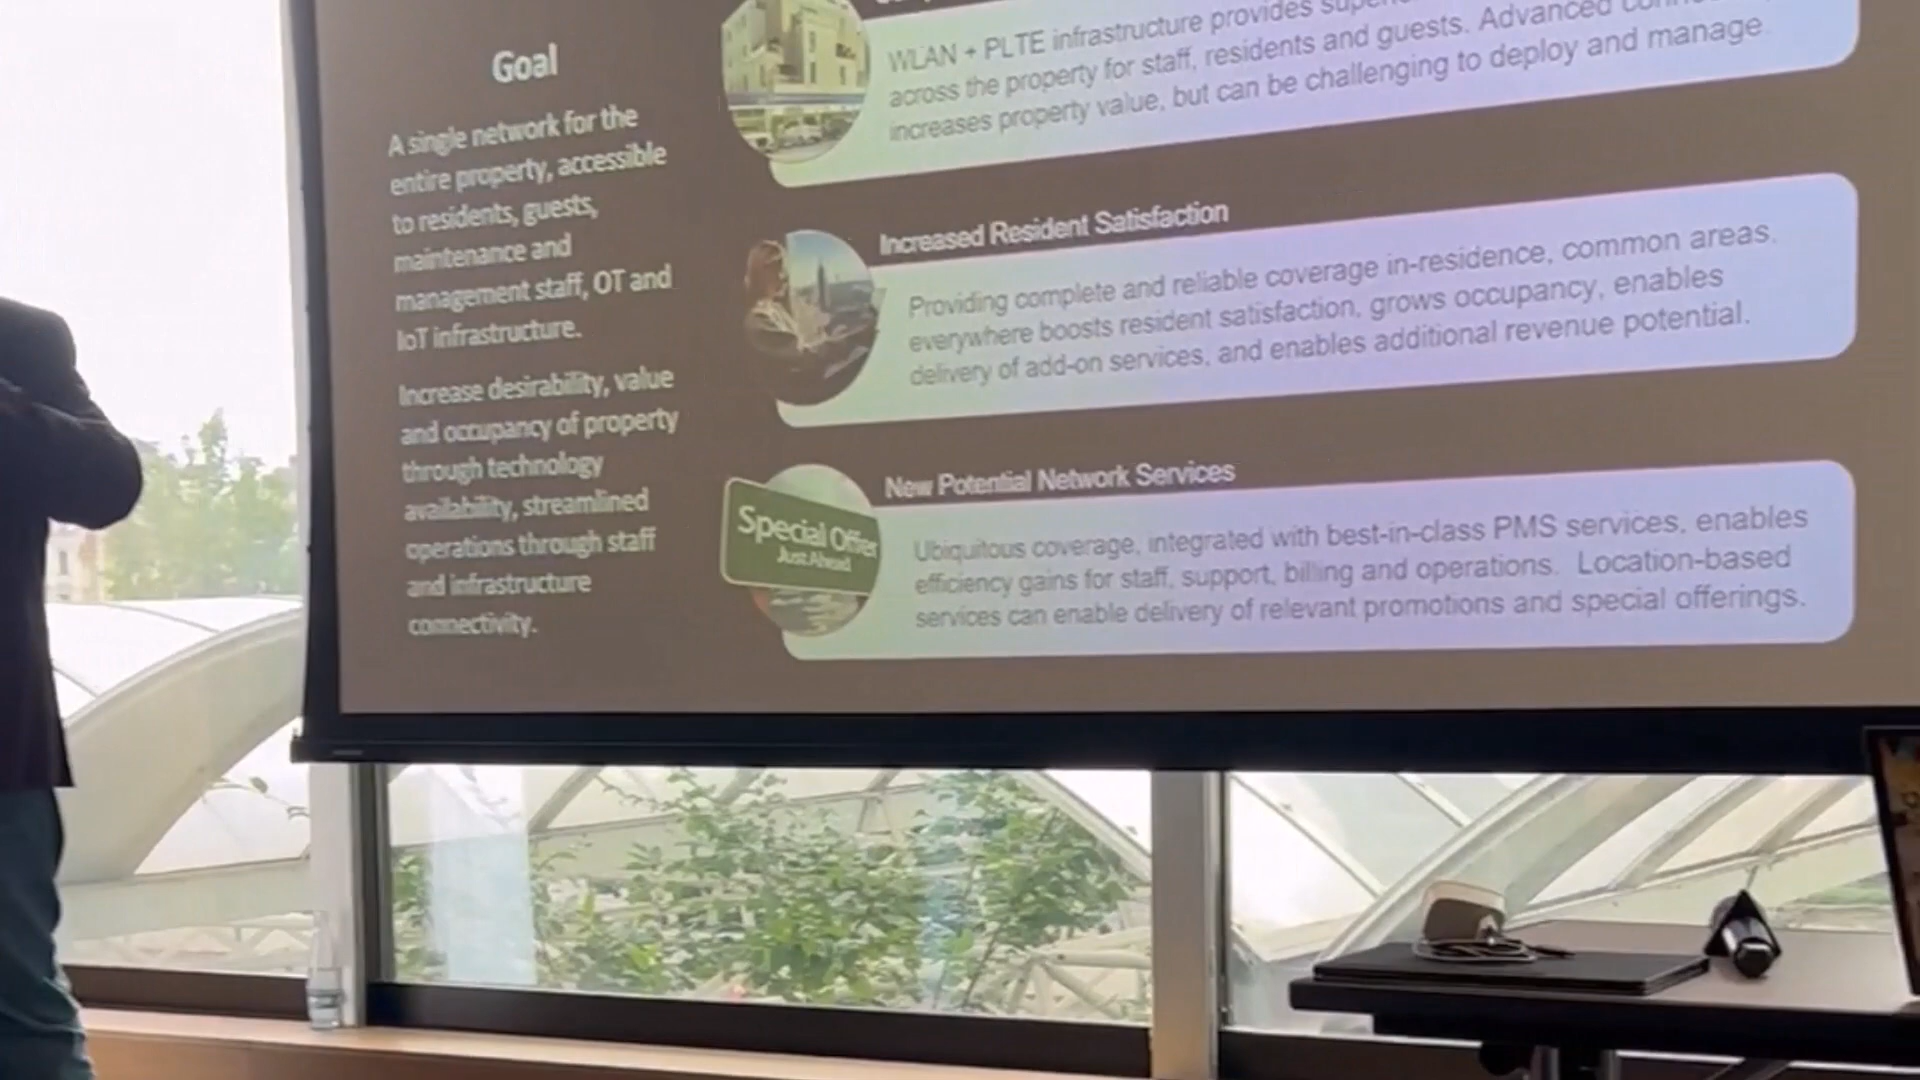 Goal
A single network for the
entire property, accessible
to residents, guests,
maintenance and
management staff, OT and
IoT infrastructure.
Increase desirability, value
and occupancy of property
through technology
availability, streamlined
operations through staff
and infrastructure
connectivity.
WLAN + PLTE infrastructure provides
across the property for staff, residents and guests. Advanced
increases property value, but can be challenging to deploy and manage
Increased Resident Satisfaction
Providing complete and reliable coverage in-residence, common areas.
everywhere boosts resident satisfaction, grows occupancy, enables
delivery of add-on services, and enables additional revenue potential.
Special Offer
Just Ahead
New Potential Network Services
Ubiquitous coverage, integrated with best-in-class PMS services, enables
efficiency gains for staff, support, billing and operations. Location-based
services can enable delivery of relevant promotions and special offerings.